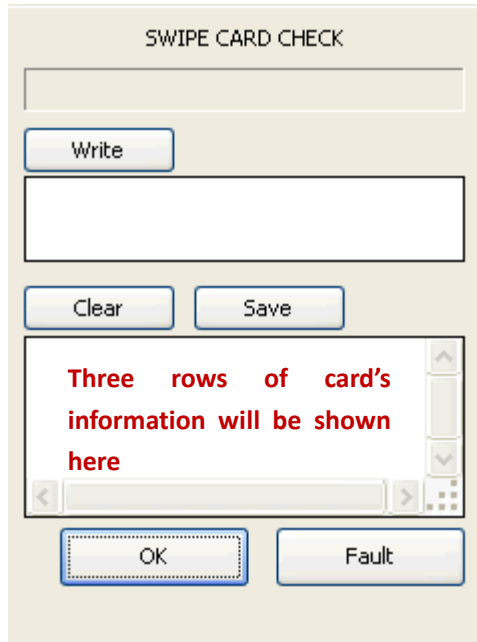 SWIPE CARD CHECK
Write
Clear Save
Three rows of card’s
information will be shown
here
OK Fault